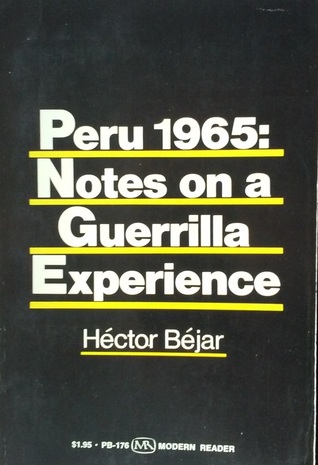 Peru 1965:
Notes on a
Guerrilla
Experience
Héctor Béjar
$1.95 · PB-176 MR MODERN READER